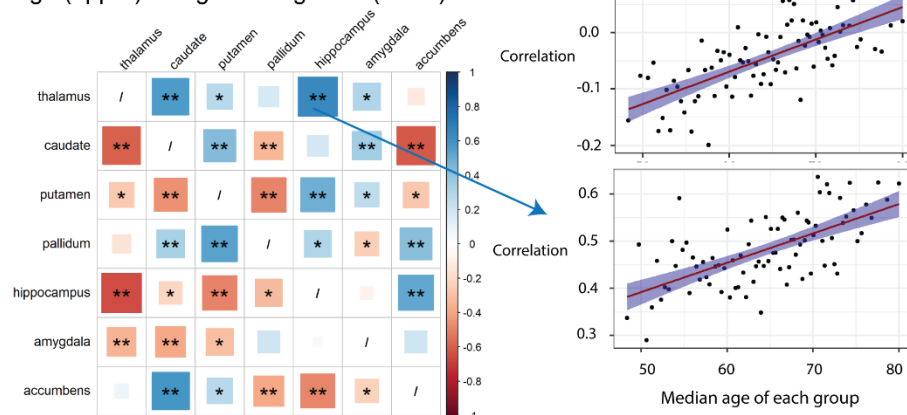 (upper)
thalamus
caudate
putamen
pallidum
hippocampus
amygdala
accumbens
thalamus / ** * ** *
caudate ** / ** ** ** **
putamen * ** / ** ** * *
pallidum ** ** / * * **
hippocampus ** * ** * / **
amygdala ** ** * /
accumbens ** * ** ** * /
1
0.8
0.6
0.4
0.2
0
-0.2
-0.4
-0.6
-0.8
Correlation
0.0
-0.1
-0.2
Correlation
0.6
0.5
0.4
0.3
50 60 70 80
Median age of each group